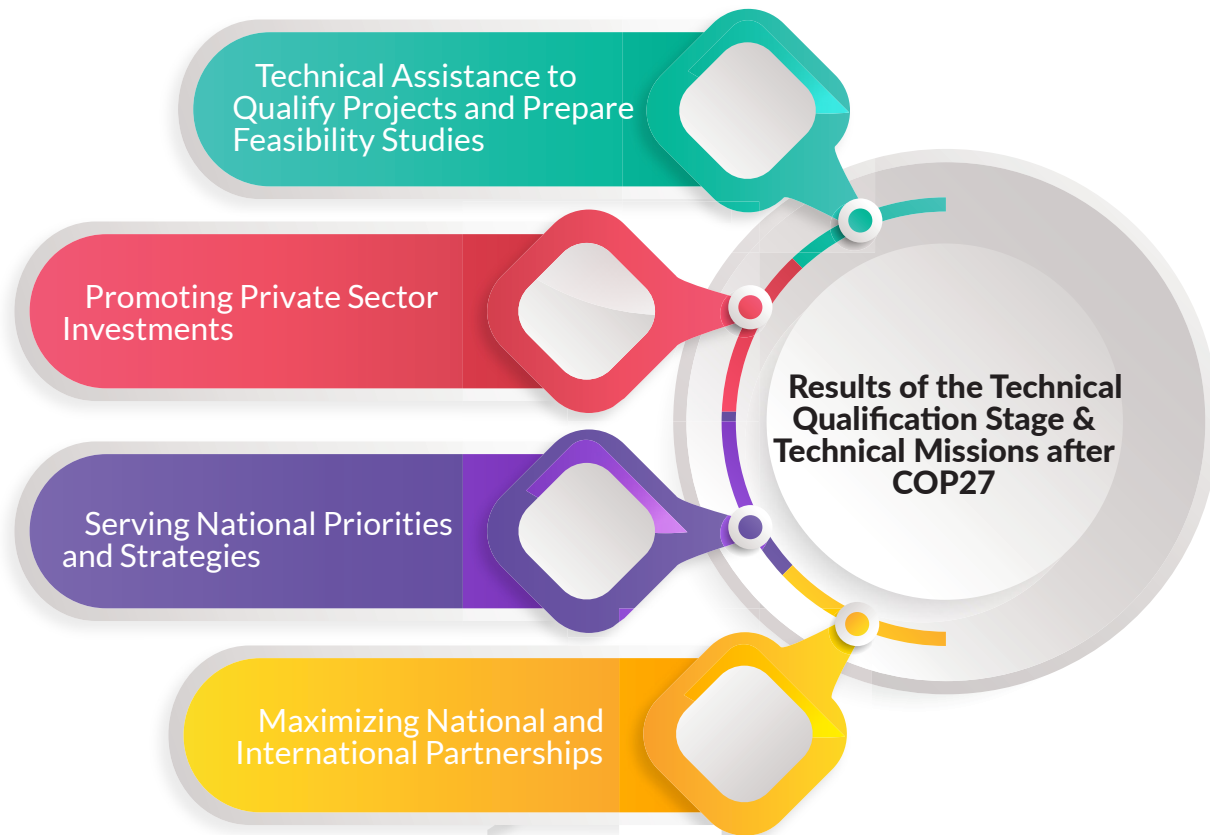 Technical Assistance to
Qualify Projects and Prepare
Feasibility Studies
Promoting Private Sector
Investments
Serving National Priorities
and Strategies
Maximizing National and
International Partnerships
Results of the Technical
Qualification Stage &
Technical Missions after
COP27